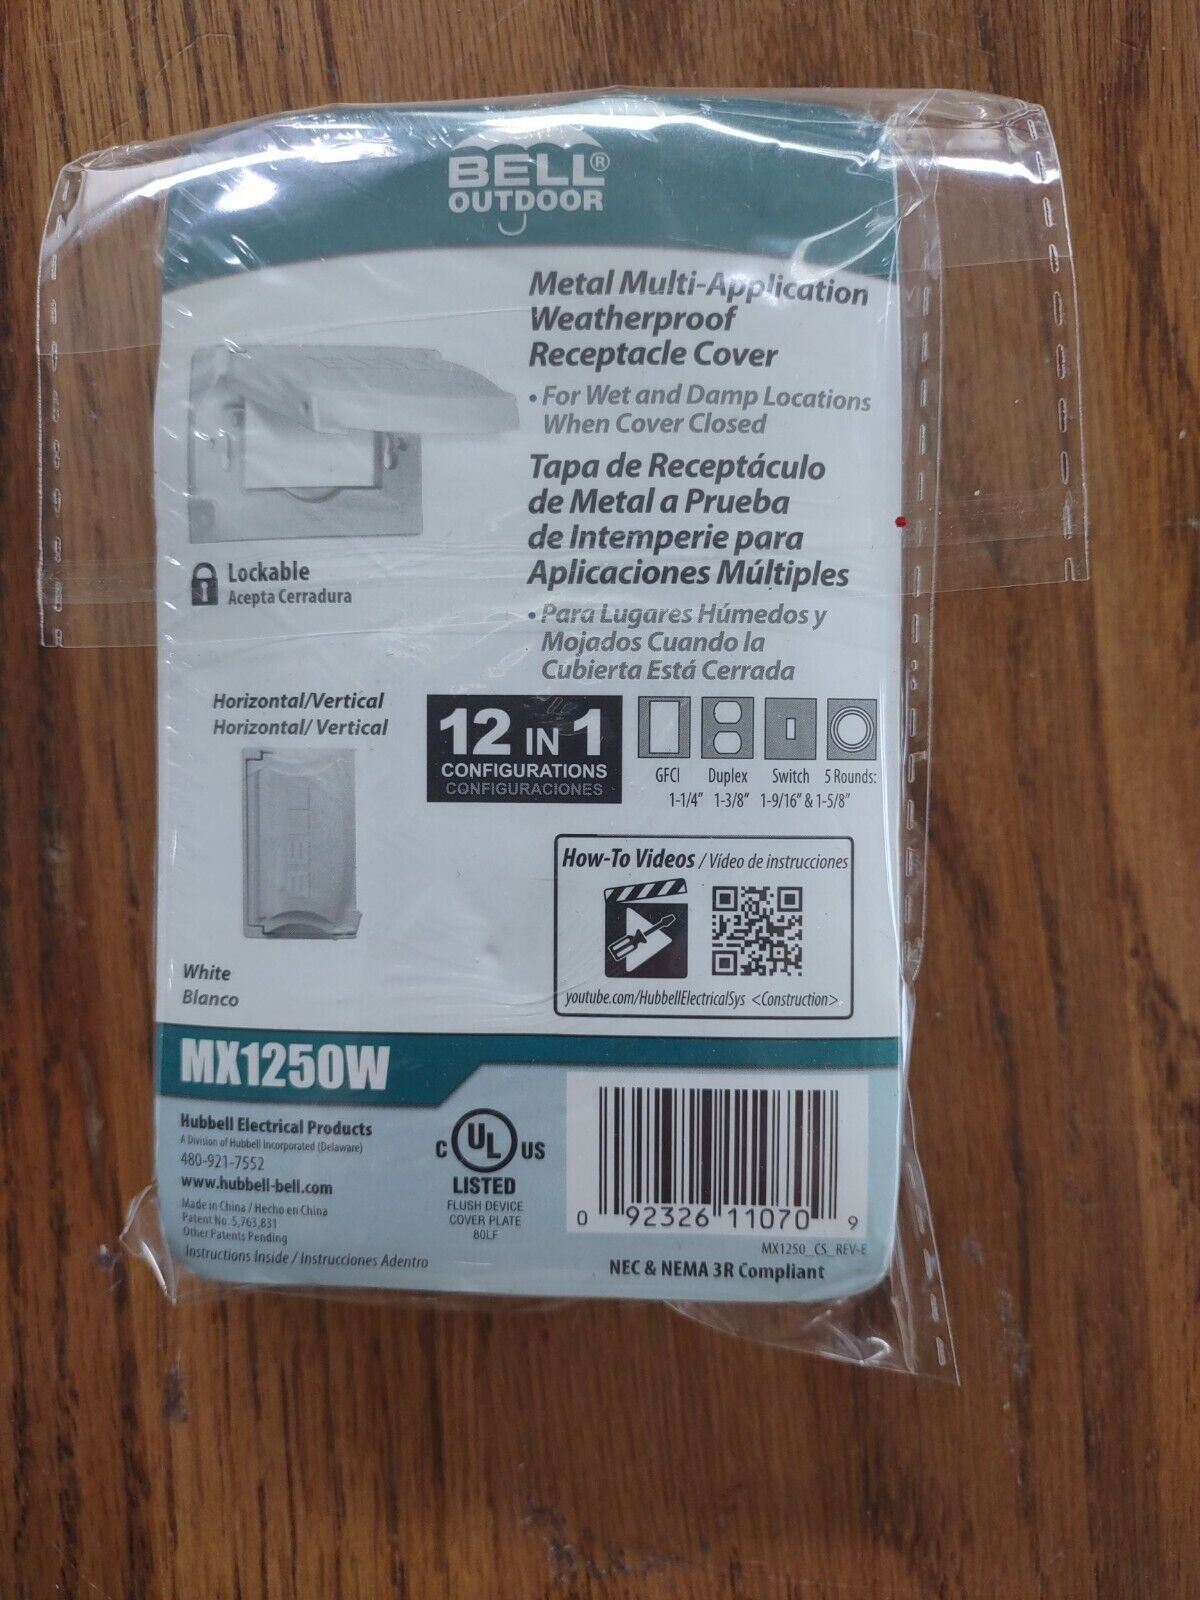 BELL®
OUTDOOR
Metal Multi-Application
Weatherproof
Receptacle Cover
• For Wet and Damp Locations
When Cover Closed
Tapa de Receptáculo
de Metal a Prueba
de Intemperie para
Aplicaciones Múltiples
• Para Lugares Húmedos y
Mojados Cuando la
Cubierta Está Cerrada
Lockable
Acepta Cerradura
Horizontal/Vertical
Horizontal/ Vertical
BELL
White
Blanco
12 IN 1
CONFIGURATIONS
CONFIGURACIONES
GFCI Duplex Switch 5 Rounds:
1-1/4" 1-3/8" 1-9/16" & 1-5/8"
How-To Videos / Vídeo de instrucciones
youtube.com/HubbellElectricalSys <Construction>
MX1250W
Hubbell Electrical Products
A Division of Hubbell Incorporated (Delaware)
480-921-7552
www.hubbell-bell.com
Made in China / Hecho en China
Patent No. 5,763,831
Other Patents Pending
Instructions Inside / Instrucciones Adentro
C UL US
LISTED
FLUSH DEVICE
COVER PLATE
80LF
0 92326 11070 9
MX1250_CS_REV-E
NEC & NEMA 3R Compliant